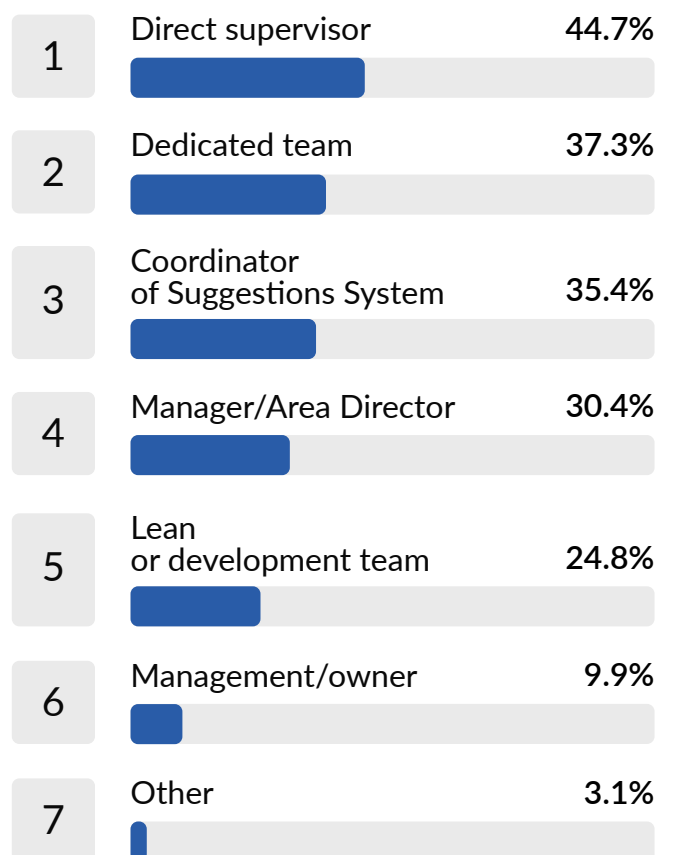 1
Direct supervisor
44.7%
2
Dedicated team
37.3%
3
Coordinator
of Suggestions System
35.4%
4
Manager/Area Director
30.4%
5
Lean
or development team
24.8%
6
Management/owner
9.9%
7
Other
3.1%